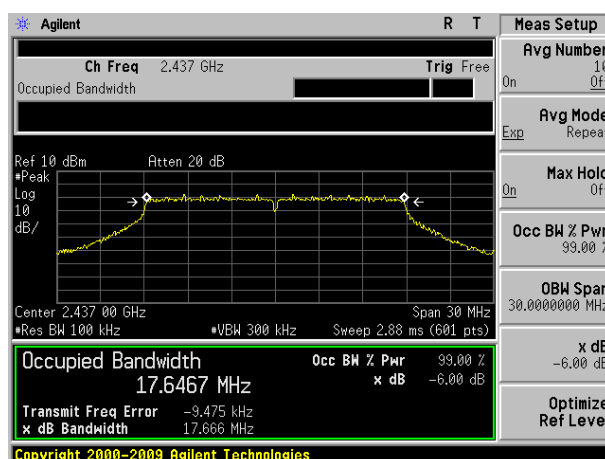 Agilent R T
Meas Setup
Ch Freq 2.437 GHz Trig Free
Occupied Bandwidth
Avg Number
10
On Off
Avg Mode
Exp Repeat
Max Hold
On Off
Occ BW % Pwr
99.00 %
OBW Span
30.0000000 MHz
x dB
-6.00 dB
Optimize
Ref Level
Ref 10 dBm Atten 20 dB
#Peak
Log
10
dB/
Center 2.437 00 GHz Span 30 MHz
#Res BW 100 kHz #VBW 300 kHz Sweep 2.88 ms (601 pts)
Occupied Bandwidth Occ BW % Pwr 99.00 %
17.6467 MHz x dB -6.00 dB
Transmit Freq Error -9.475 kHz
x dB Bandwidth 17.666 MHz
Copyright 2000-2009 Agilent Technologies